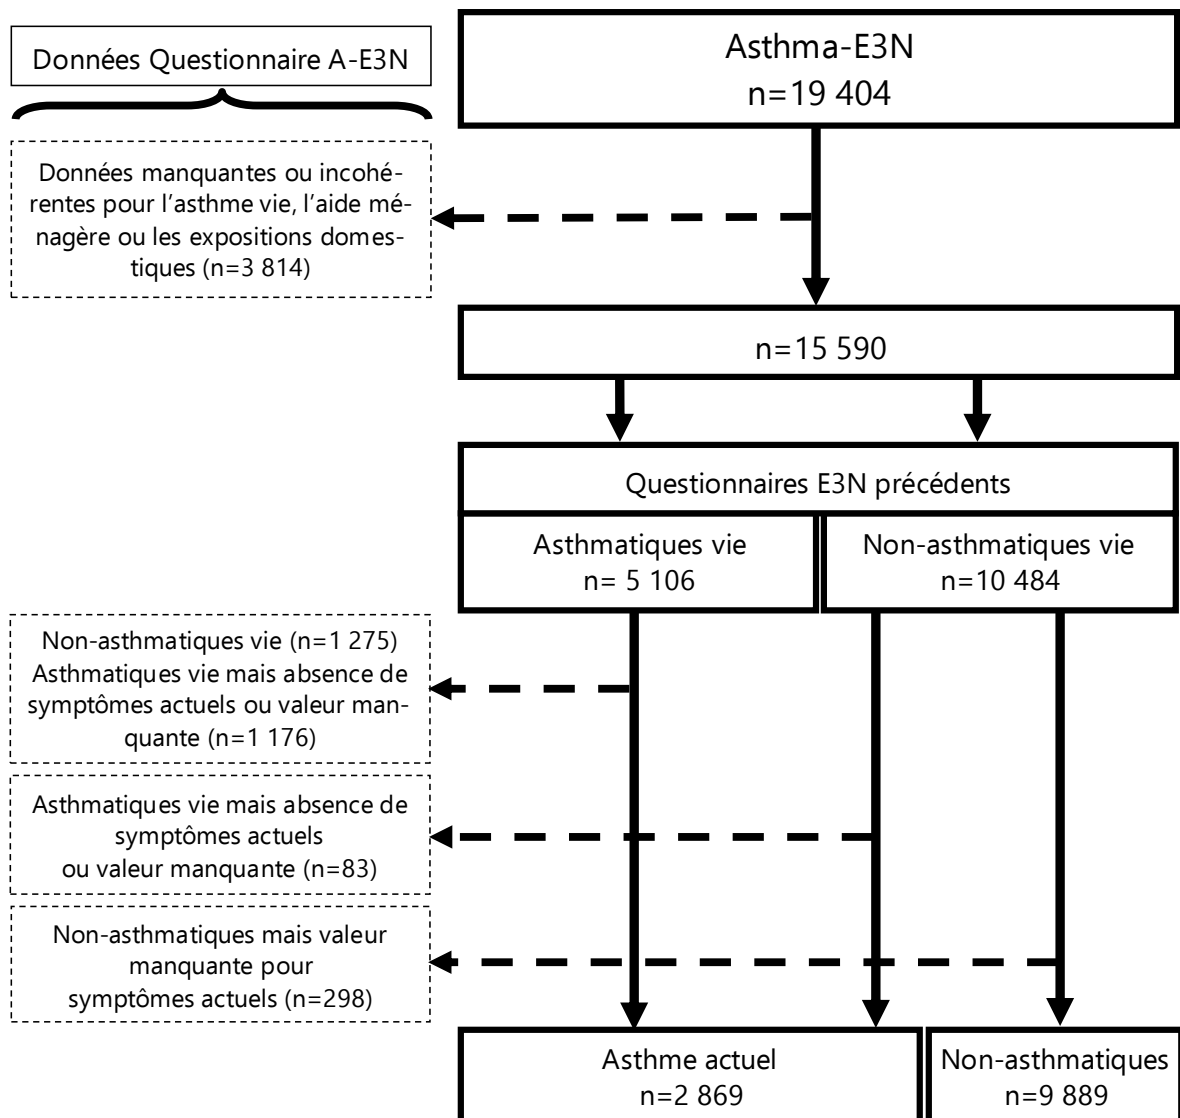 Données Questionnaire A-E3N
Asthma-E3N
n=19 404
Données manquantes ou incohé-
rentes pour l'asthme vie, l'aide mé-
nagère ou les expositions domes-
tiques (n=3 814)
n=15 590
Questionnaires E3N précédents
Asthmatiques vie
n= 5 106
Non-asthmatiques vie
n=10 484
Non-asthmatiques vie (n=1 275)
Asthmatiques vie mais absence de
symptômes actuels ou valeur man-
quante (n=1 176)
Asthmatiques vie mais absence de
symptômes actuels
ou valeur manquante (n=83)
Non-asthmatiques mais valeur
manquante pour
symptômes actuels (n=298)
Asthme actuel
n=2 869
Non-asthmatiques
n=9 889